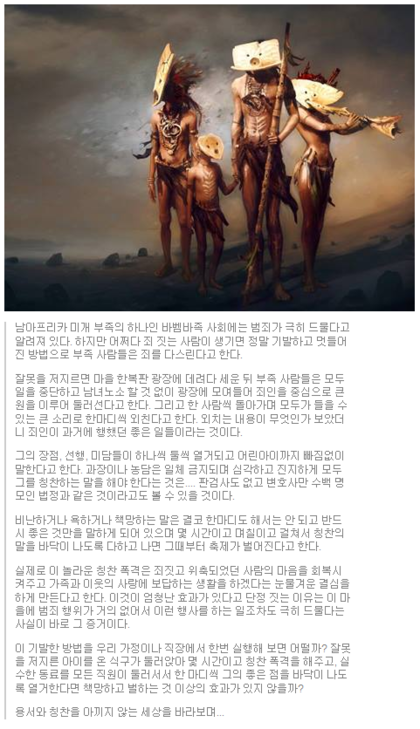 남아프리카 미개 부족의 하나인 바벰바족 사회에는 범죄가 극히 드물다고
알려져 있다. 하지만 어쩌다 죄 짓는 사람이 생기면 정말 기발하고 멋들어
진 방법으로 부족 사람들은 죄를 다스린다고 한다.
잘못을 저지르면 마을 한복판 광장에 데려다 세운 뒤 부족 사람들은 모두
일을 중단하고 남녀노소 할 것 없이 광장에 모여들어 죄인을 중심으로 큰
원을 이루어 둘러선다고 한다. 그리고 한 사람씩 돌아가며 모두가 들을 수
있는 큰 소리로 한마디씩 외친다고 한다. 외치는 내용이 무엇인가 보았더
니 죄인이 과거에 행했던 좋은 일들이라는 것이다.
그의 장점, 선행, 미담들이 하나씩 둘씩 열거되고 어린아이까지 빠짐없이
말한다고 한다. 과장이나 농담은 일체 금지되며 심각하고 진지하게 모두
그를 칭찬하는 말을 해야 한다는 것은.... 판검사도 없고 변호사만 수백 명
모인 법정과 같은 것이라고도 볼 수 있을 것이다.
비난하거나 욕하거나 책망하는 말은 결코 한마디도 해서는 안 되고 반드
시 좋은 것만을 말하게 되어 있으며 몇 시간이고 며칠이고 걸쳐서 칭찬의
말을 바닥이 나도록 다하고 나면 그때부터 축제가 벌어진다고 한다.
실제로 이 놀라운 칭찬 폭격은 죄짓고 위축되었던 사람의 마음을 회복시
켜주고 가족과 이웃의 사랑에 보답하는 생활을 하겠다는 눈물겨운 결심을
하게 만든다고 한다. 이것이 엄청난 효과가 있다고 단정 짓는 이유는 이 마
을에 범죄 행위가 거의 없어서 이런 행사를 하는 일조차도 극히 드물다는
사실이 바로 그 증거이다.
이 기발한 방법을 우리 가정이나 직장에서 한번 실행해 보면 어떨까? 잘못
을 저지른 아이를 온 식구가 둘러앉아 몇 시간이고 칭찬 폭격을 해주고, 실
수한 동료를 모든 직원이 둘러서서 한 마디씩 그의 좋은 점을 바닥이 나도
록 열거한다면 책망하고 벌하는 것 이상의 효과가 있지 않을까?
용서와 칭찬을 아끼지 않는 세상을 바라보며...